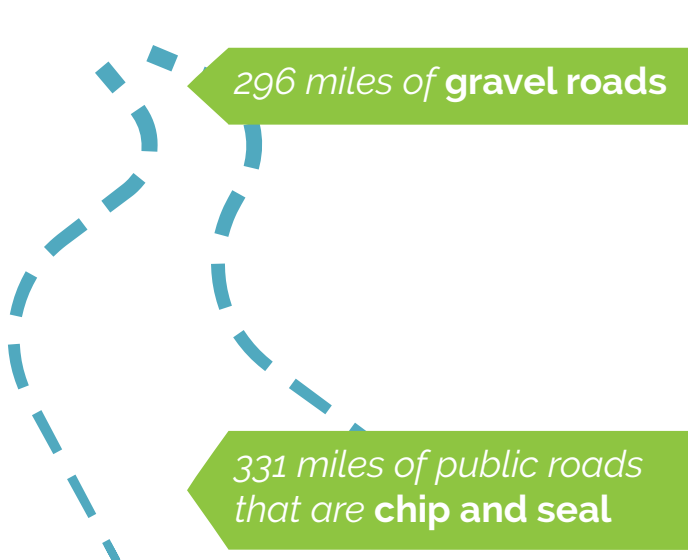 296 miles of gravel roads
331 miles of public roads
that are chip and seal